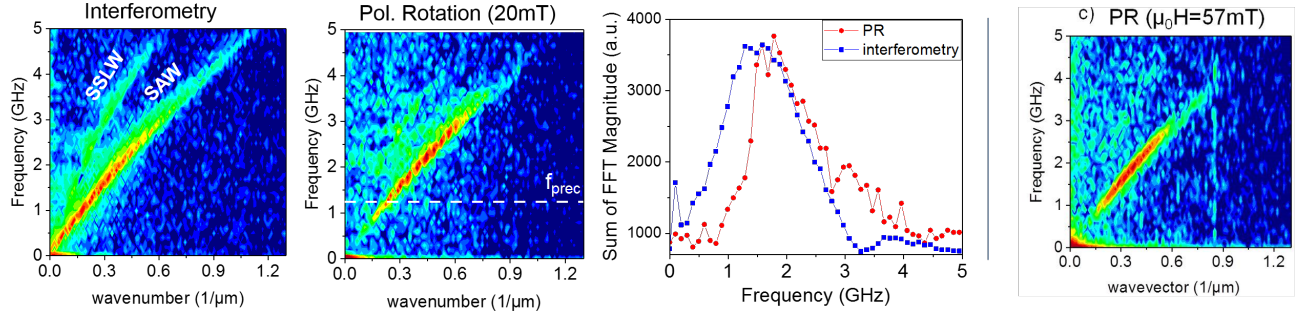 Interferometry
5
4
3
2
1
0
Frequency (GHz)
SSLW
SAW
0.0
0.3
0.6
0.9
1.2
wavenumber (1/µm)
Pol. Rotation (20mT)
5
4
3
2
1
0
Frequency (GHz)
f_prec
0.0
0.3
0.6
0.9
1.2
wavenumber (1/µm)
4000
3000
2000
1000
Sum of FFT Magnitude (a.u.)
PR
interferometry
0
1
2
3
4
5
Frequency (GHz)
c) PR (µ₀H=57mT)
5
4
3
2
1
0
Frequency (GHz)
0.0
0.3
0.6
0.9
1.2
wavevector (1/µm)